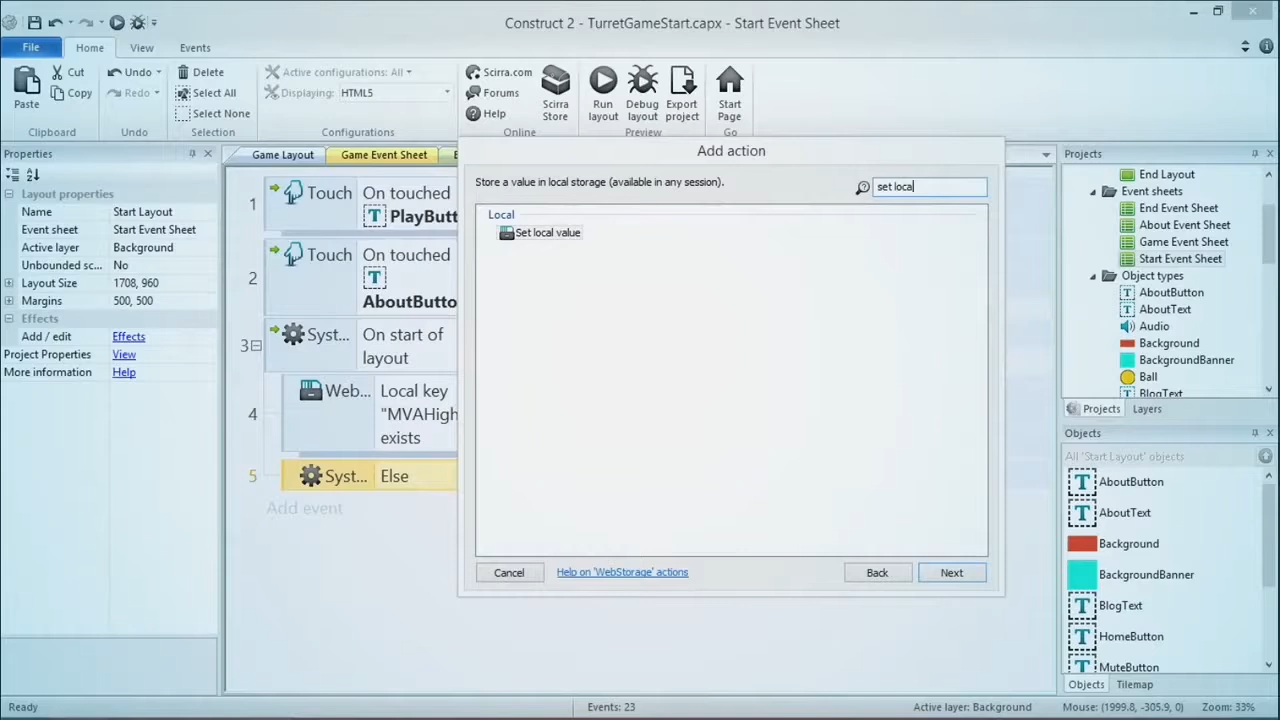 Construct 2 - TurretGameStart.capx - Start Event Sheet
File Home View Events
Paste Cut Copy
Clipboard
Undo Redo
Undo
Delete Select All Select None
Selection
Active configurations: All
Displaying: HTML5
Configurations
Scirra.com Forums Help
Scirra Store
Online
Run layout
Debug layout
Export project
Preview
Start Page
Go
Properties
Layout properties
Name Start Layout
Event sheet Start Event Sheet
Active layer Background
Unbounded sc... No
Layout Size 1708, 960
Margins 500, 500
Effects
Add / edit Effects
Project Properties View
More information Help
Game Layout Game Event Sheet
1 Touch On touched
PlayButt
2 Touch On touched
AboutButto
3 Syst... On start of
layout
4 Web... Local key
"MVAHigh
exists
5 Syst... Else
Add event
Add action
Store a value in local storage (available in any session).
set loca
Local
Set local value
Cancel Help on 'WebStorage' actions Back Next
Projects
End Layout
Event sheets
End Event Sheet
About Event Sheet
Game Event Sheet
Start Event Sheet
Object types
AboutButton
AboutText
Audio
Background
BackgroundBanner
Ball
BlogText
Projects Layers
Objects
All 'Start Layout' objects
AboutButton
AboutText
Background
BackgroundBanner
BlogText
HomeButton
MuteButton
Objects Tilemap
Ready Events: 23 Active layer: Background Mouse: (1999.8, -305.9, 0) Zoom: 33%